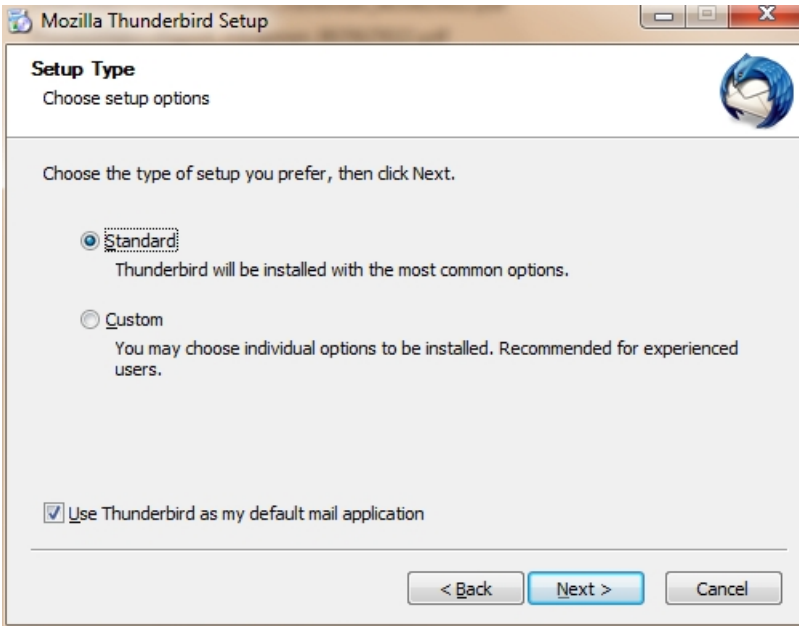 Mozilla Thunderbird Setup
Setup Type
Choose setup options
Choose the type of setup you prefer, then click Next.
Standard
Thunderbird will be installed with the most common options.
Custom
You may choose individual options to be installed. Recommended for experienced
users.
Use Thunderbird as my default mail application
< Back Next > Cancel